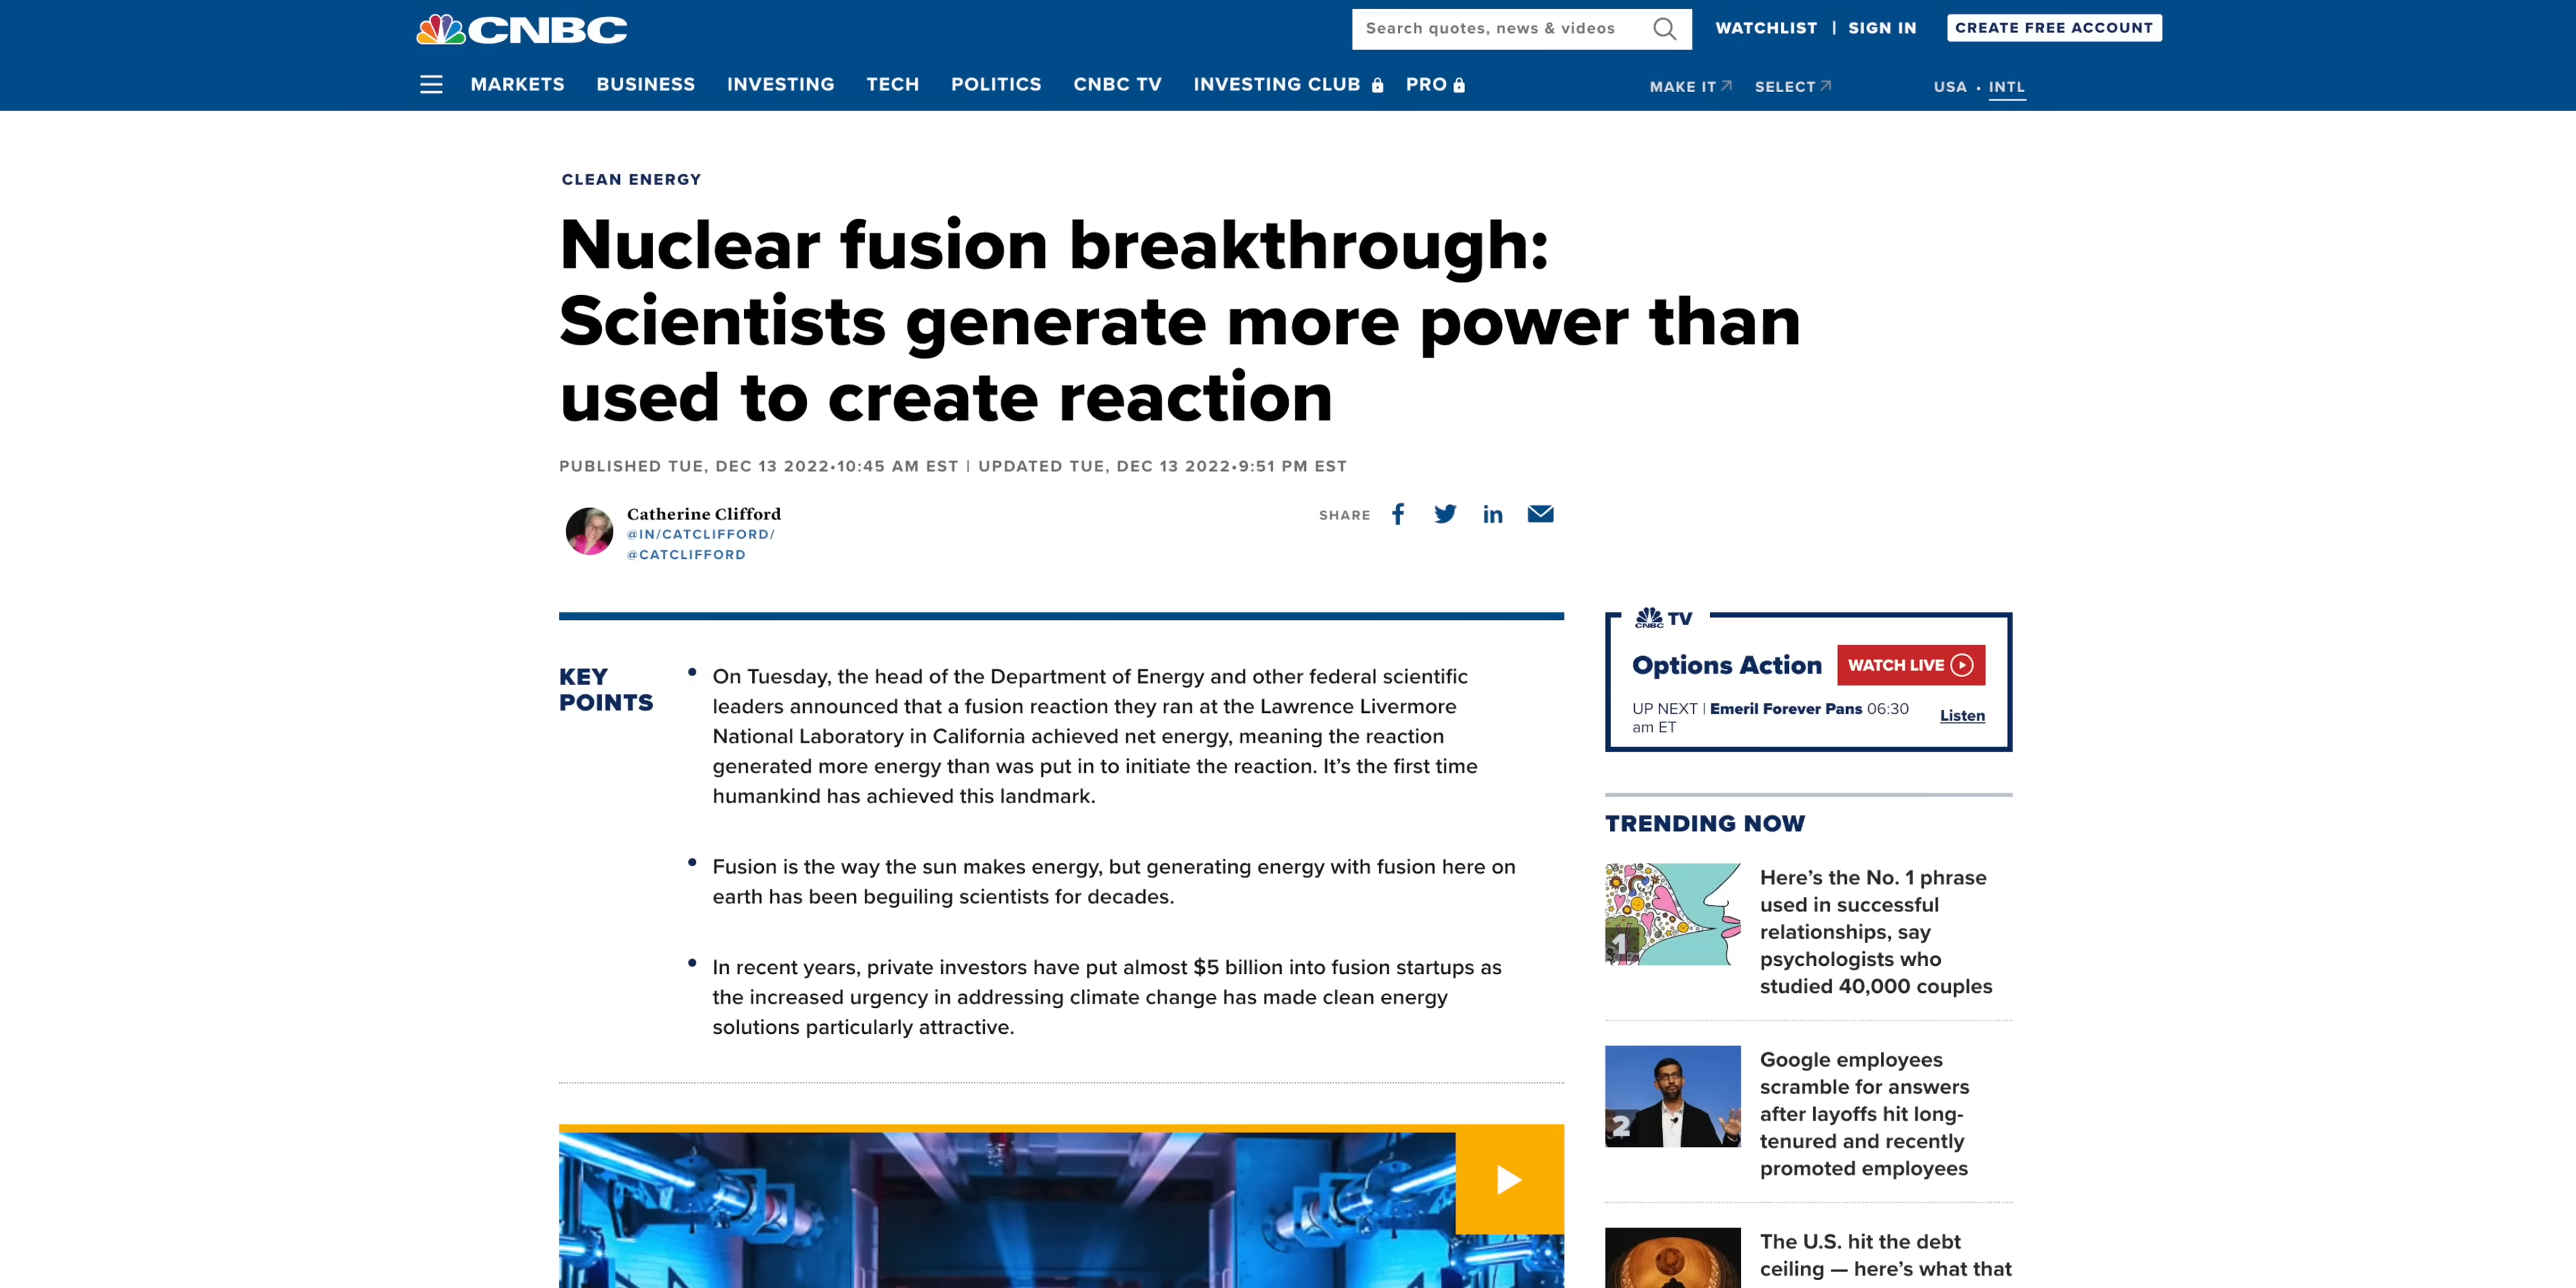 CNBC
Search quotes, news & videos
WATCHLIST | SIGN IN
CREATE FREE ACCOUNT
MARKETS BUSINESS INVESTING TECH POLITICS CNBC TV INVESTING CLUB PRO
MAKE IT SELECT
USA • INTL
CLEAN ENERGY
Nuclear fusion breakthrough:
Scientists generate more power than
used to create reaction
PUBLISHED TUE, DEC 13 2022•10:45 AM EST | UPDATED TUE, DEC 13 2022•9:51 PM EST
Catherine Clifford
@IN/CATCLIFFORD/
@CATCLIFFORD
SHARE
KEY
POINTS
• On Tuesday, the head of the Department of Energy and other federal scientific
leaders announced that a fusion reaction they ran at the Lawrence Livermore
National Laboratory in California achieved net energy, meaning the reaction
generated more energy than was put in to initiate the reaction. It’s the first time
humankind has achieved this landmark.
• Fusion is the way the sun makes energy, but generating energy with fusion here on
earth has been beguiling scientists for decades.
• In recent years, private investors have put almost $5 billion into fusion startups as
the increased urgency in addressing climate change has made clean energy
solutions particularly attractive.
CNBC TV
Options Action
WATCH LIVE
UP NEXT | Emeril Forever Pans 06:30
am ET
Listen
TRENDING NOW
1
Here’s the No. 1 phrase
used in successful
relationships, say
psychologists who
studied 40,000 couples
2
Google employees
scramble for answers
after layoffs hit long-
tenured and recently
promoted employees
The U.S. hit the debt
ceiling — here’s what that